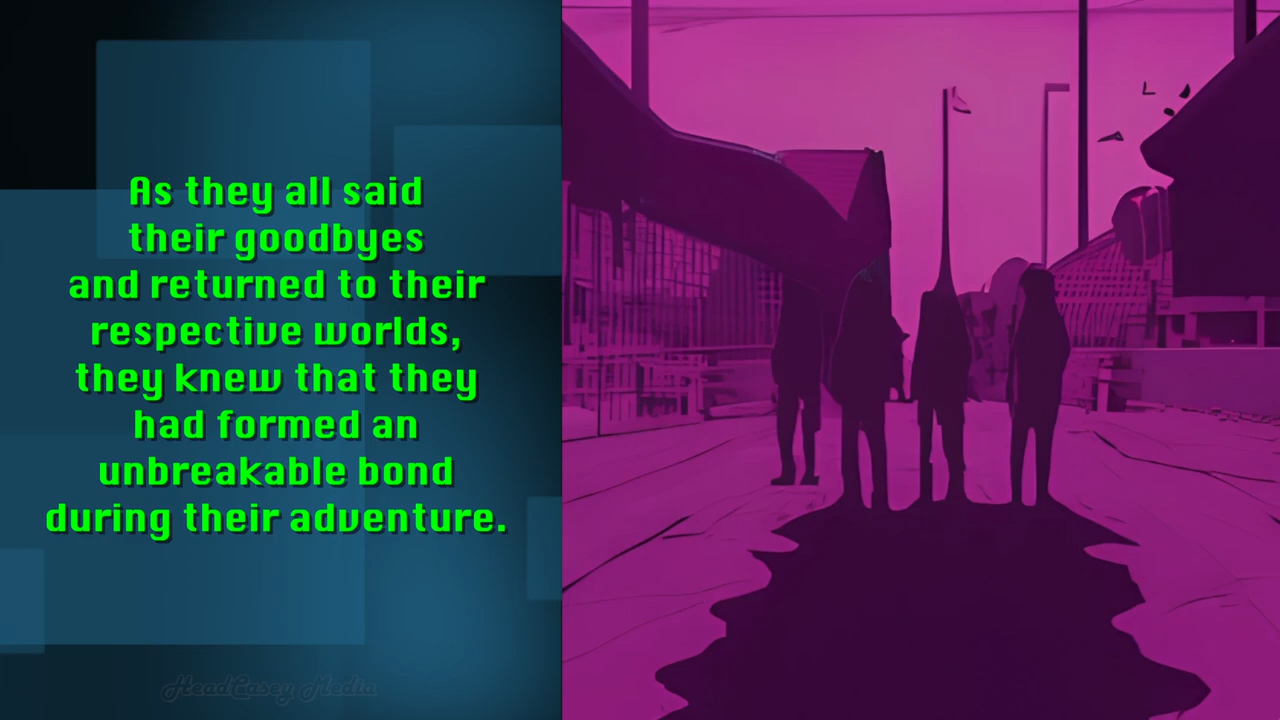 As they all said
their goodbyes
and returned to their
respective worlds,
they knew that they
had formed an
unbreakable bond
during their adventure.
HeadCasey Media